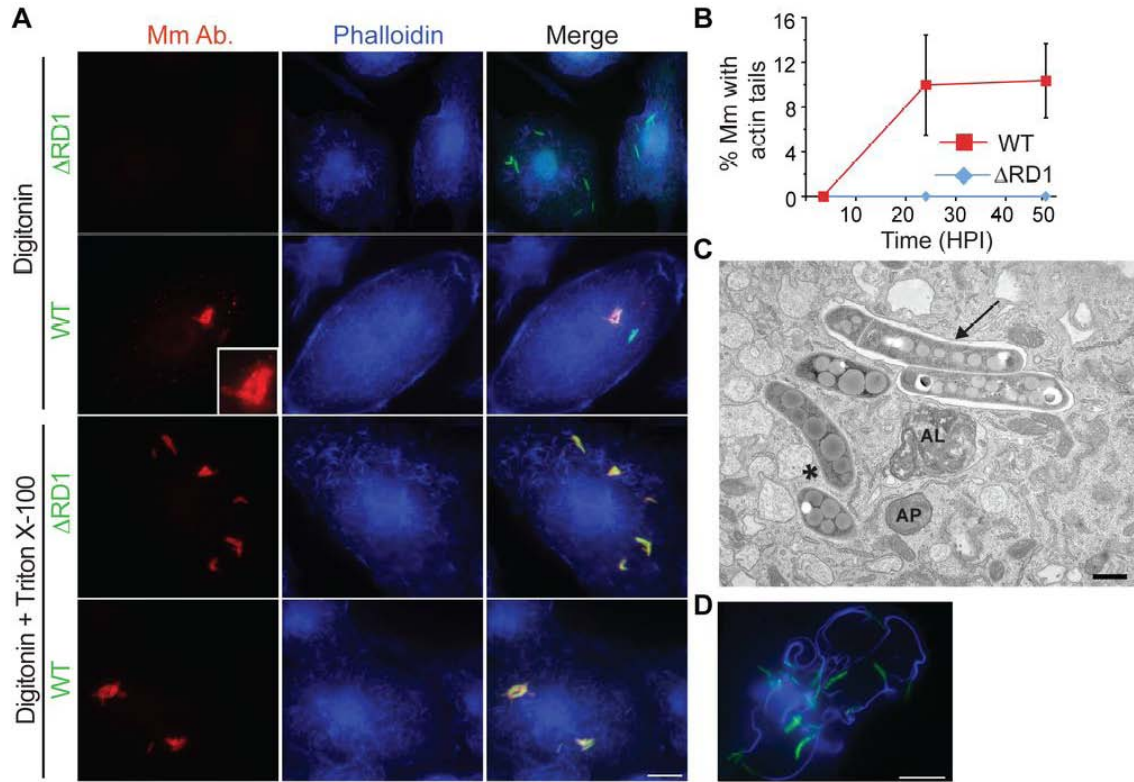 A
Mm Ab. Phalloidin Merge
Digitonin
ΔRD1
WT
Digitonin + Triton X-100
ΔRD1
WT
B
% Mm with
actin tails
16
12
8
4
0
10 20 30 40 50
Time (HPI)
WT
ΔRD1
C
AL
*
AP
D